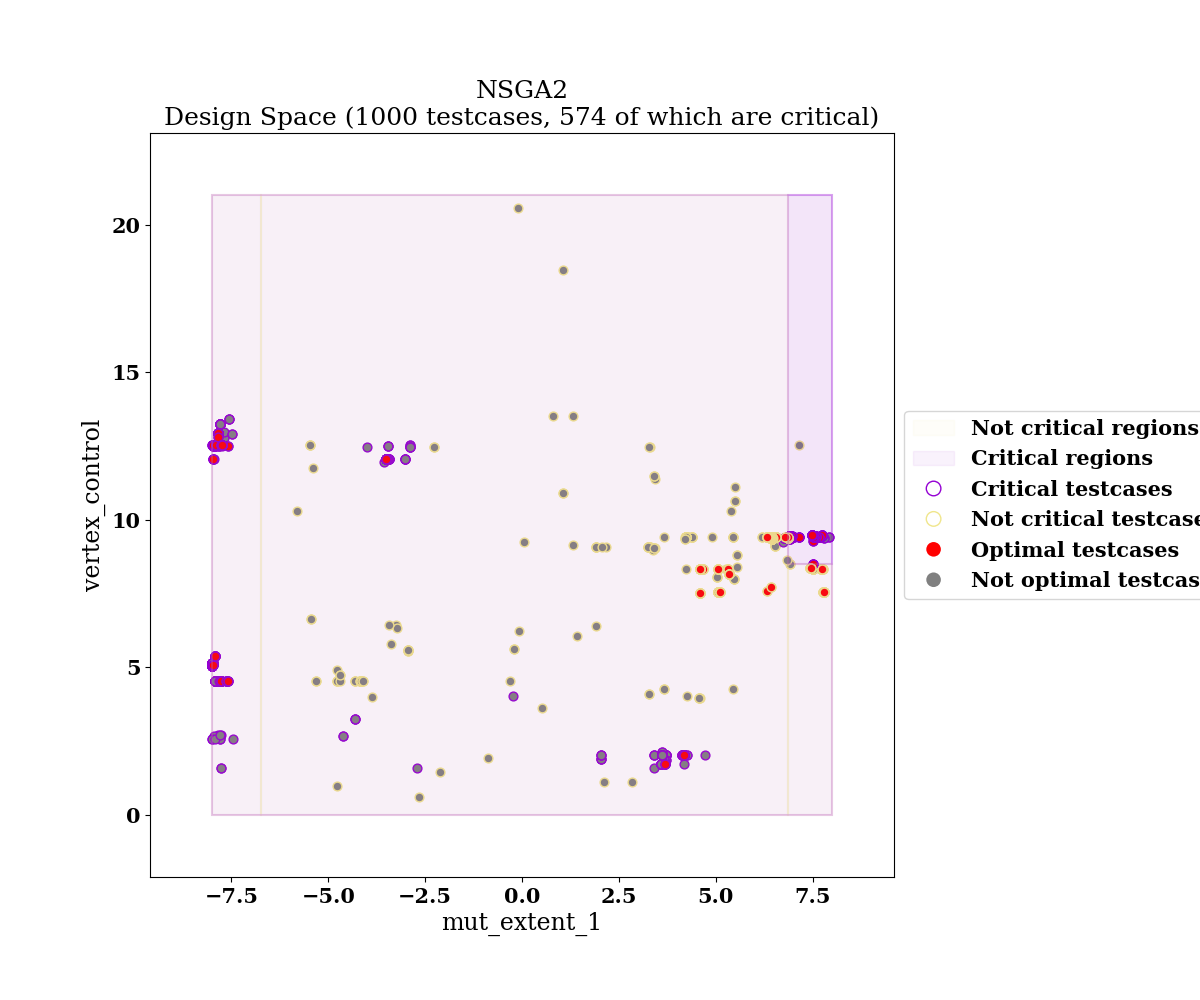 NSGA2
Design Space (1000 testcases, 574 of which are critical)
20
15
10
5
0
vertex_control
−7.5
−5.0
−2.5
0.0
2.5
5.0
7.5
mut_extent_1
Not critical regions
Critical regions
Critical testcases
Not critical testcase
Optimal testcases
Not optimal testcas